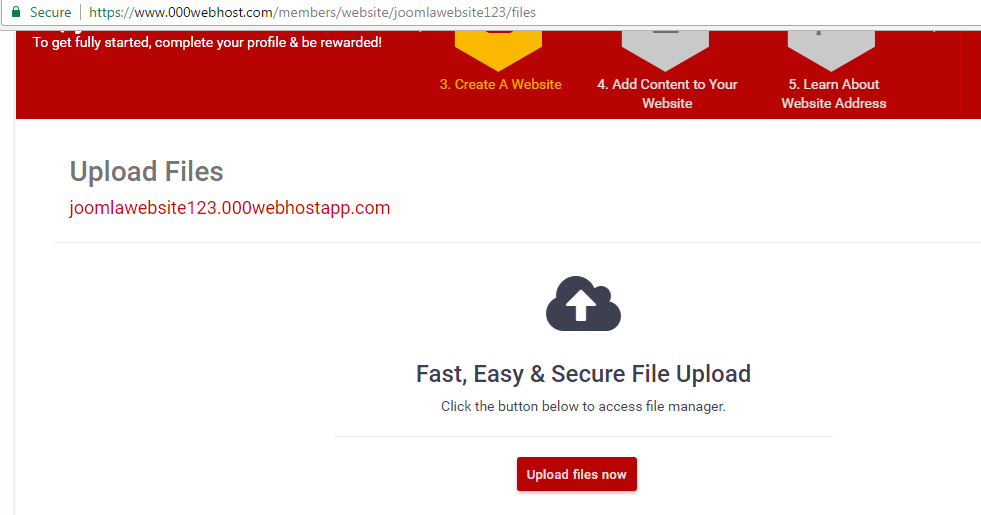 Secure https://www.000webhost.com/members/website/joomlawebsite123/files
To get fully started, complete your profile & be rewarded!
3. Create A Website
4. Add Content to Your
Website
5. Learn About
Website Address
Upload Files
joomlawebsite123.000webhostapp.com
Fast, Easy & Secure File Upload
Click the button below to access file manager.
Upload files now